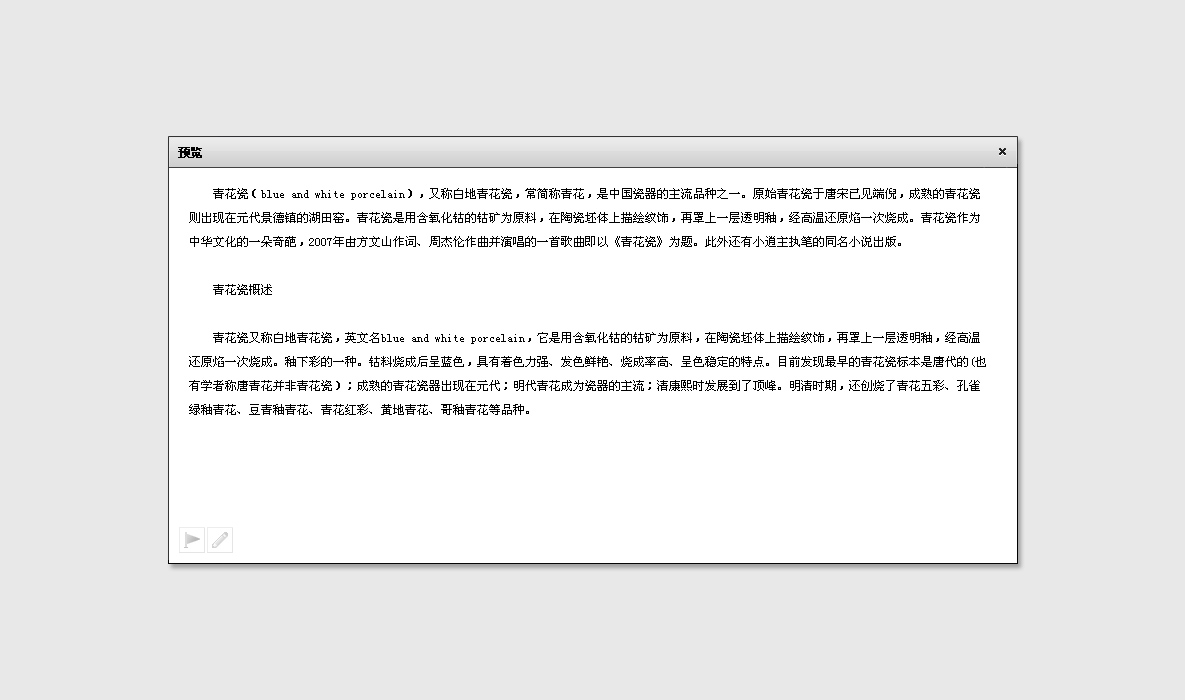 预览
青花瓷(blue and white porcelain),又称白地青花瓷,常简称青花,是中国瓷器的主流品种之一。原始青花瓷于唐宋已见端倪,成熟的青花瓷
则出现在元代景德镇的湖田窑。青花瓷是用含氧化钴的钴矿为原料,在陶瓷坯体上描绘纹饰,再罩上一层透明釉,经高温还原焰一次烧成。青花瓷作为
中华文化的一朵奇葩,2007年由方文山作词、周杰伦作曲并演唱的一首歌曲即以《青花瓷》为题。此外还有小道主执笔的同名小说出版。
青花瓷概述
青花瓷又称白地青花瓷,英文名blue and white porcelain,它是用含氧化钴的钴矿为原料,在陶瓷坯体上描绘纹饰,再罩上一层透明釉,经高温
还原焰一次烧成。釉下彩的一种。钴料烧成后呈蓝色,具有着色力强、发色鲜艳、烧成率高、呈色稳定的特点。目前发现最早的青花瓷标本是唐代的(也
有学者称唐青花并非青花瓷);成熟的青花瓷器出现在元代;明代青花成为瓷器的主流;清康熙时发展到了顶峰。明清时期,还创烧了青花五彩、孔雀
绿釉青花、豆青釉青花、青花红彩、黄地青花、哥釉青花等品种。